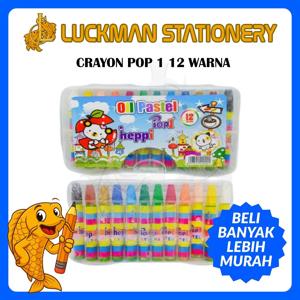 LUCKMAN STATIONERY
CRAYON POP 1 12 WARNA
Oil Pastel
12
Pop!
heppi
BELI
BANYAK
LEBIH
MURAH